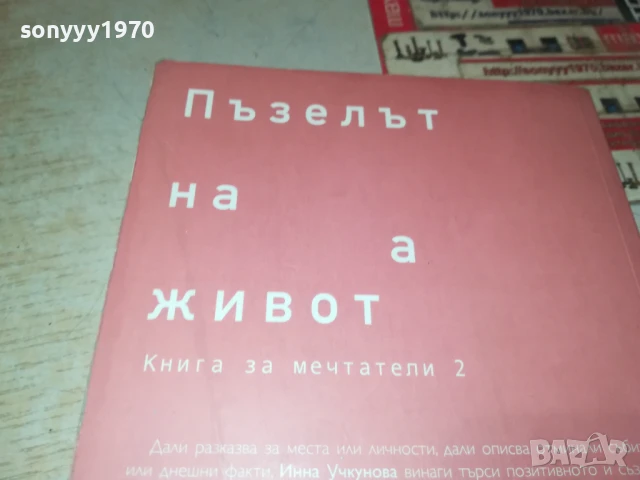 sonyyy1970
Пъзелът
на
а
живот
Книга за мечтатели 2
Дали разказва за места или личности, дали описва
или днешни факти, Инна Учкунова винаги търси позитивното и
BAZAR